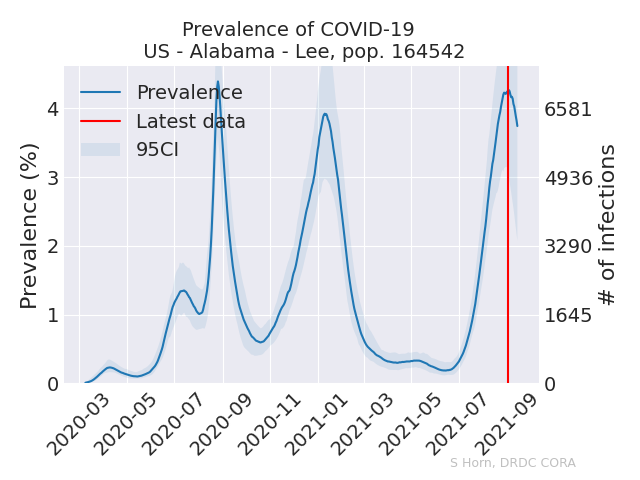 Prevalence of COVID-19
US - Alabama - Lee, pop. 164542
Prevalence
Latest data
95CI
Prevalence (%)
4
3
2
1
0
6581
4936
3290
1645
0
# of infections
2020-03
2020-05
2020-07
2020-09
2020-11
2021-01
2021-03
2021-05
2021-07
2021-09
S Horn, DRDC CORA